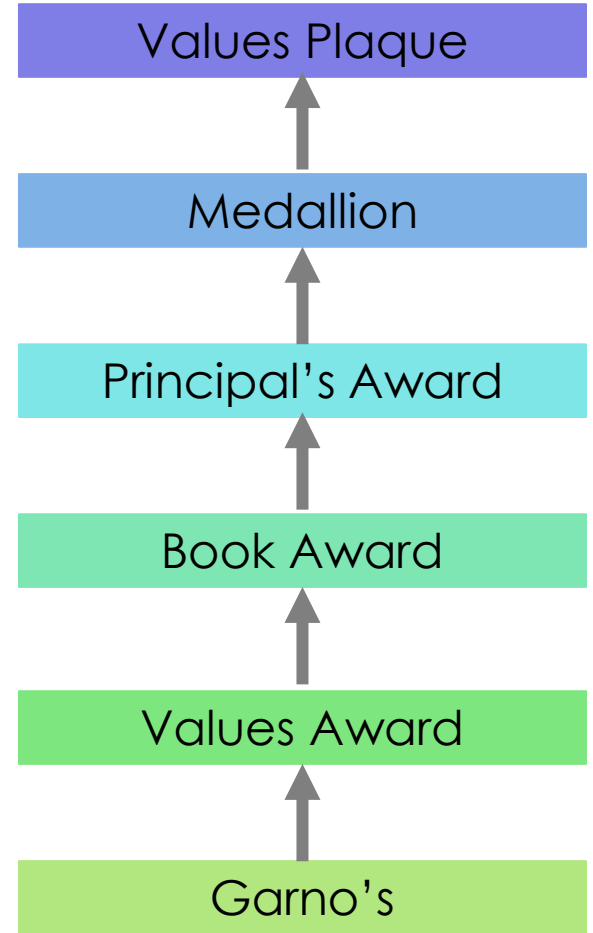 Values Plaque
Medallion
Principal’s Award
Book Award
Values Award
Garno’s